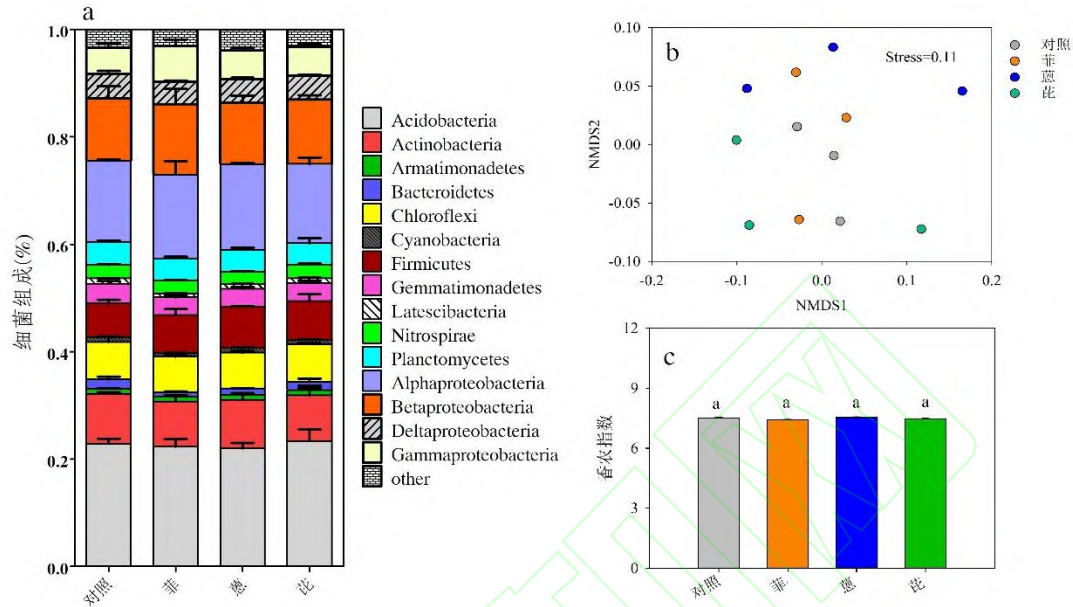 a
1.0
0.8
0.6
0.4
0.2
0.0
细菌组成(%)
对照
菲
蒽
芘
Acidobacteria
Actinobacteria
Armatimonadetes
Bacteroidetes
Chloroflexi
Cyanobacteria
Firmicutes
Gemmatimonadetes
Latescibacteria
Nitrospirae
Planctomycetes
Alphaproteobacteria
Betaproteobacteria
Deltaproteobacteria
Gammaproteobacteria
other
b
Stress=0.11
0.10
0.05
0.00
-0.05
-0.10
NMDS2
-0.2
-0.1
0.0
0.1
0.2
NMDS1
对照
菲
蒽
芘
c
12
9
6
3
0
香农指数
a
a
a
a
对照
菲
蒽
芘